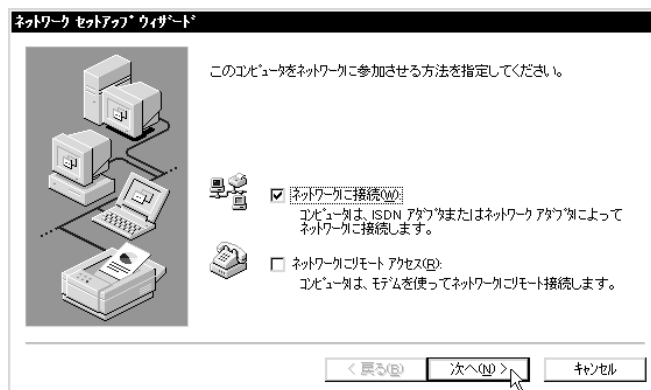 ﾈｯﾄﾜｰｸ ｾｯﾄｱｯﾌﾟ ｳｨｻﾞｰﾄﾞ
このｺﾝﾋﾟｭｰﾀをﾈｯﾄﾜｰｸに参加させる方法を指定してください。
ﾈｯﾄﾜｰｸに接続(W):
ｺﾝﾋﾟｭｰﾀは、ISDN ｱﾀﾞﾌﾟﾀまたはﾈｯﾄﾜｰｸ ｱﾀﾞﾌﾟﾀによって
ﾈｯﾄﾜｰｸに接続します。
ﾈｯﾄﾜｰｸにﾘﾓｰﾄ ｱｸｾｽ(R):
ｺﾝﾋﾟｭｰﾀは、ﾓﾃﾞﾑを使ってﾈｯﾄﾜｰｸにﾘﾓｰﾄ接続します。
< 戻る(B)
次へ(N) >
ｷｬﾝｾﾙ